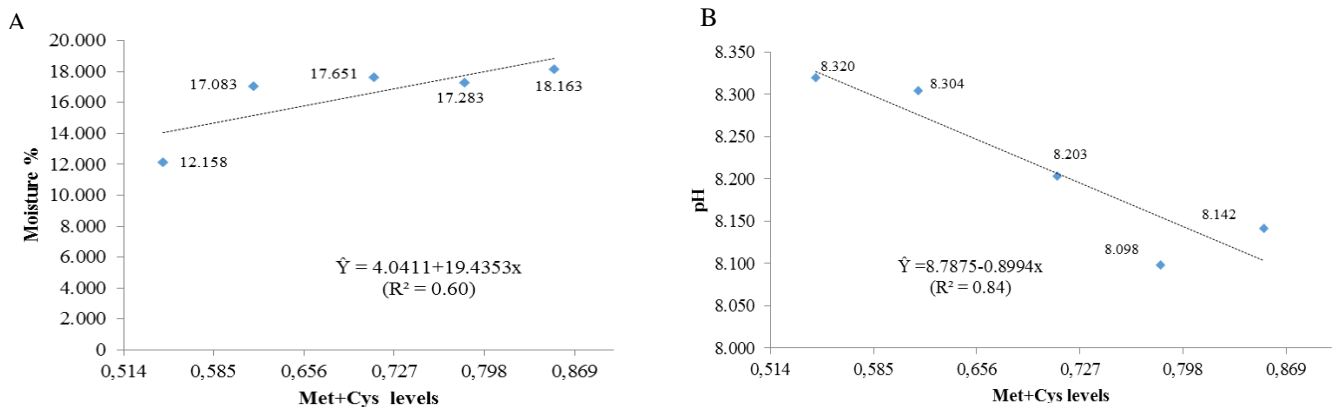 A
20.000
18.000
16.000
14.000
12.000
10.000
8.000
6.000
4.000
2.000
0
Moisture %
12.158
17.083
17.651
17.283
18.163
Ŷ = 4.0411+19.4353x
(R² = 0.60)
0,514 0,585 0,656 0,727 0,798 0,869
Met+Cys levels
B
8.350
8.300
8.250
8.200
8.150
8.100
8.050
8.000
pH
8.320
8.304
8.203
8.098
8.142
Ŷ =8.7875-0.8994x
(R² = 0.84)
0,514 0,585 0,656 0,727 0,798 0,869
Met+Cys levels